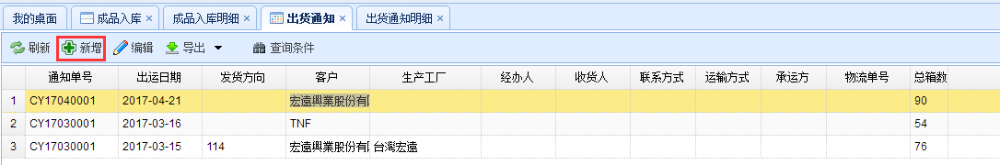 我的桌面 成品入库 × 成品入库明细 × 出货通知 × 出货通知明细 ×
刷新 新增 编辑 导出 查询条件
通知单号 出运日期 发货方向 客户 生产工厂 经办人 收货人 联系方式 运输方式 承运方 物流单号 总箱数
1 CY17040001 2017-04-21 宏遠興業股份有 90
2 CY17030001 2017-03-16 TNF 54
3 CY17030001 2017-03-15 114 宏遠興業股份有 台灣宏遠 76